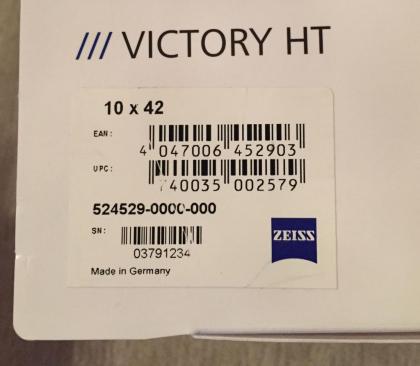 /// VICTORY HT
10 x 42
EAN:
4 047006 452903
UPC:
740035 002579
524529-0000-000
SN:
03791234
ZEISS
Made in Germany